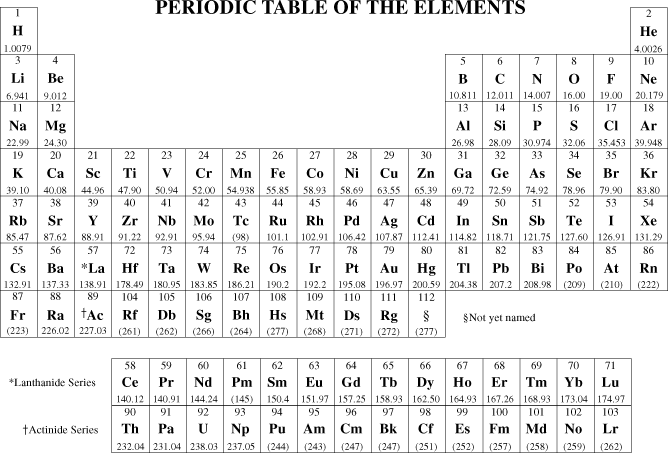 PERIODIC TABLE OF THE ELEMENTS
1 2
H He
1.0079 4.0026
3 4 5 6 7 8 9 10
Li Be B C N O F Ne
6.941 9.012 10.811 12.011 14.007 16.00 19.00 20.179
11 12 13 14 15 16 17 18
Na Mg Al Si P S Cl Ar
22.99 24.30 26.98 28.09 30.974 32.06 35.453 39.948
19 20 21 22 23 24 25 26 27 28 29 30 31 32 33 34 35 36
K Ca Sc Ti V Cr Mn Fe Co Ni Cu Zn Ga Ge As Se Br Kr
39.10 40.08 44.96 47.90 50.94 52.00 54.938 55.85 58.93 58.69 63.55 65.39 69.72 72.59 74.92 78.96 79.90 83.80
37 38 39 40 41 42 43 44 45 46 47 48 49 50 51 52 53 54
Rb Sr Y Zr Nb Mo Tc Ru Rh Pd Ag Cd In Sn Sb Te I Xe
85.47 87.62 88.91 91.22 92.91 95.94 (98) 101.1 102.91 106.42 107.87 112.41 114.82 118.71 121.75 127.60 126.91 131.29
55 56 57 72 73 74 75 76 77 78 79 80 81 82 83 84 85 86
Cs Ba *La Hf Ta W Re Os Ir Pt Au Hg Tl Pb Bi Po At Rn
132.91 137.33 138.91 178.49 180.95 183.85 186.21 190.2 192.2 195.08 196.97 200.59 204.38 207.2 208.98 (209) (210) (222)
87 88 89 104 105 106 107 108 109 110 111 112
Fr Ra †Ac Rf Db Sg Bh Hs Mt Ds Rg § §Not yet named
(223) 226.02 227.03 (261) (262) (266) (264) (277) (268) (271) (272) (277)
58 59 60 61 62 63 64 65 66 67 68 69 70 71
*Lanthanide Series Ce Pr Nd Pm Sm Eu Gd Tb Dy Ho Er Tm Yb Lu
140.12 140.91 144.24 (145) 150.4 151.97 157.25 158.93 162.50 164.93 167.26 168.93 173.04 174.97
90 91 92 93 94 95 96 97 98 99 100 101 102 103
†Actinide Series Th Pa U Np Pu Am Cm Bk Cf Es Fm Md No Lr
232.04 231.04 238.03 237.05 (244) (243) (247) (247) (251) (252) (257) (258) (259) (262)